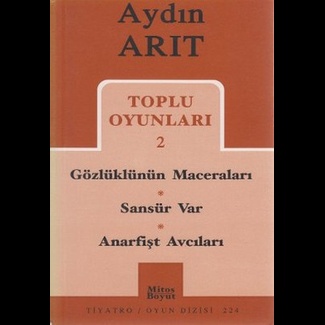 Aydın
ARIT
TOPLU
OYUNLARI
2
Gözlüklünün Maceraları
*
Sansür Var
*
Anarfişt Avcıları
Mitos
Boyut
TİYATRO / OYUN DİZİSİ 224